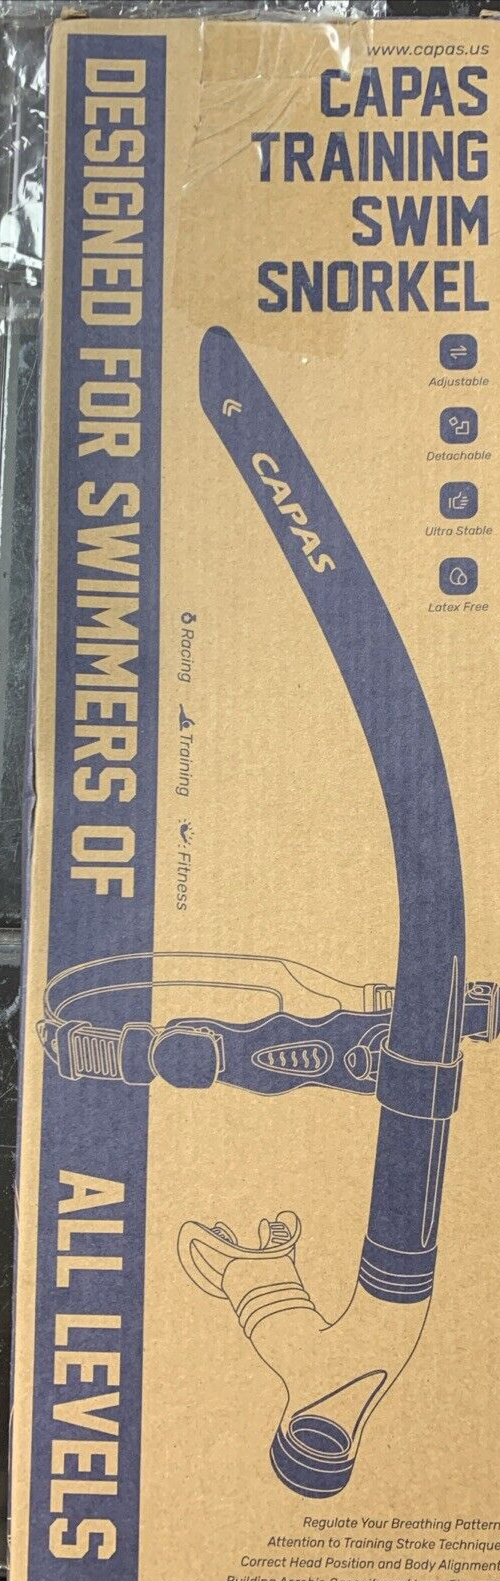 www.capas.us
CAPAS
TRAINING
SWIM
SNORKEL
Adjustable
Detachable
Ultra Stable
Latex Free
DESIGNED FOR SWIMMERS OF ALL LEVELS
CAPAS
Racing Training Fitness
Regulate Your Breathing Pattern
Attention to Training Stroke Technique
Correct Head Position and Body Alignment